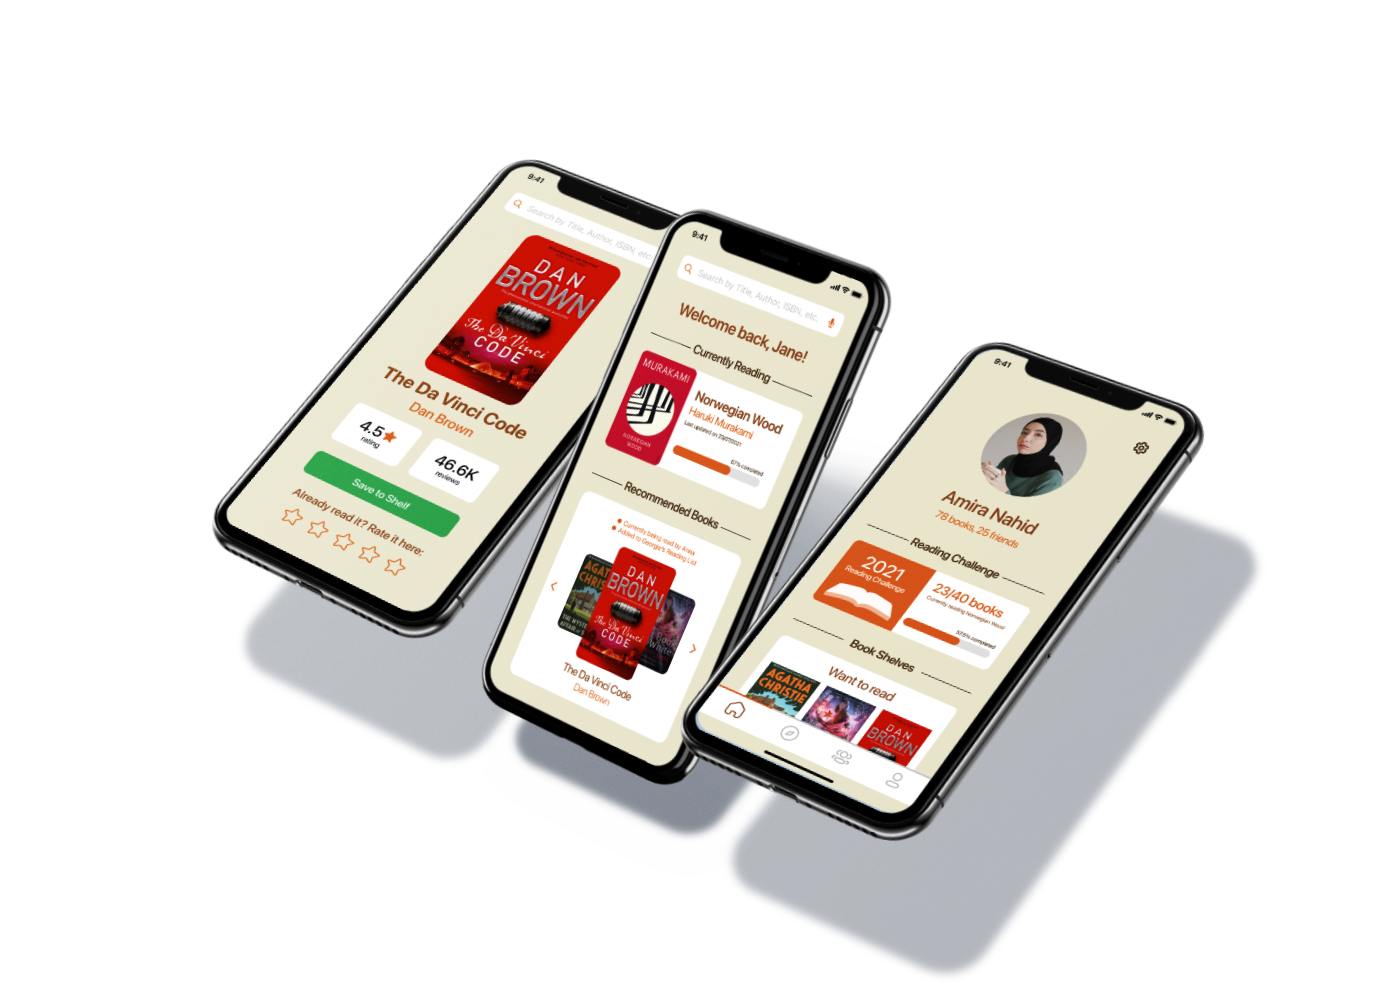 9:41
Search by Title, Author, ISBN, etc.
DAN
BROWN
The Da Vinci
CODE
The Da Vinci Code
Dan Brown
4.5
rating
46.6K
reviews
Save to Shelf
Already read it? Rate it here:
9:41
Search by Title, Author, ISBN, etc.
Welcome back, Jane!
Currently Reading
MURAKAMI
NORWEGIAN
WOOD
Norwegian Wood
Haruki Murakami
Last updated on 23/07/2021
67% completed
Recommended Books
Currently being read by Anna
Added to Georgie's Reading List
AGAT
CHRIS
THE MYSTE
AFFAIR AT S
DAN
BROWN
The Da Vinci
CODE
The Da Vinci Code
Dan Brown
9:41
Amira Nahid
78 books, 25 friends
Reading Challenge
2021
Reading Challenge
23/40 books
Currently reading Norwegian Wood
57.5% completed
Book Shelves
Want to read
AGATHA
CHRISTIE
DAN
BROWN